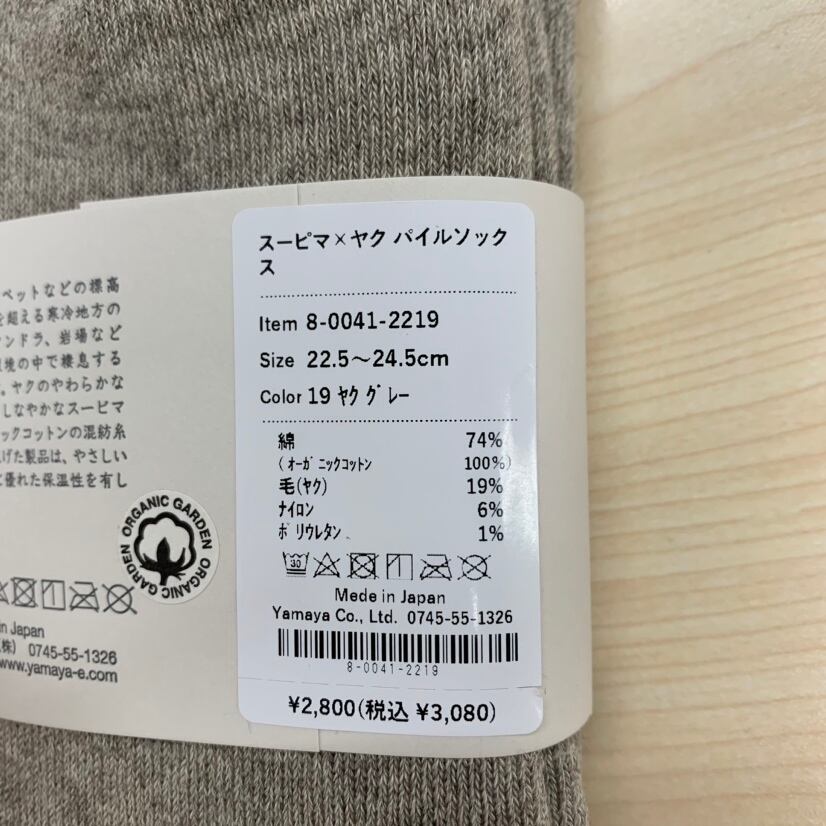 ペットなどの標高
を超える寒冷地方の
ツンドラ、岩場など
環境の中で棲息する
。ヤクのやわらかな
しなやかなスーピマ
ックコットンの混紡糸
げた製品は、やさしい
に優れた保温性を有し
ORGANIC GARDEN ORGANIC GARDEN
in Japan
(株) 0745-55-1326
www.yamaya-e.com
スーピマ×ヤク パイルソック
ス
Item 8-0041-2219
Size 22.5～24.5cm
Color 19 ﾔｸ ｸﾞﾚｰ
綿 74%
(ｵｰｶﾞﾆｯｸｺｯﾄﾝ 100%)
毛(ﾔｸ) 19%
ﾅｲﾛﾝ 6%
ﾎﾟﾘｳﾚﾀﾝ 1%
30
Made in Japan
Yamaya Co., Ltd. 0745-55-1326
8-0041-2219
¥2,800(税込 ¥3,080)